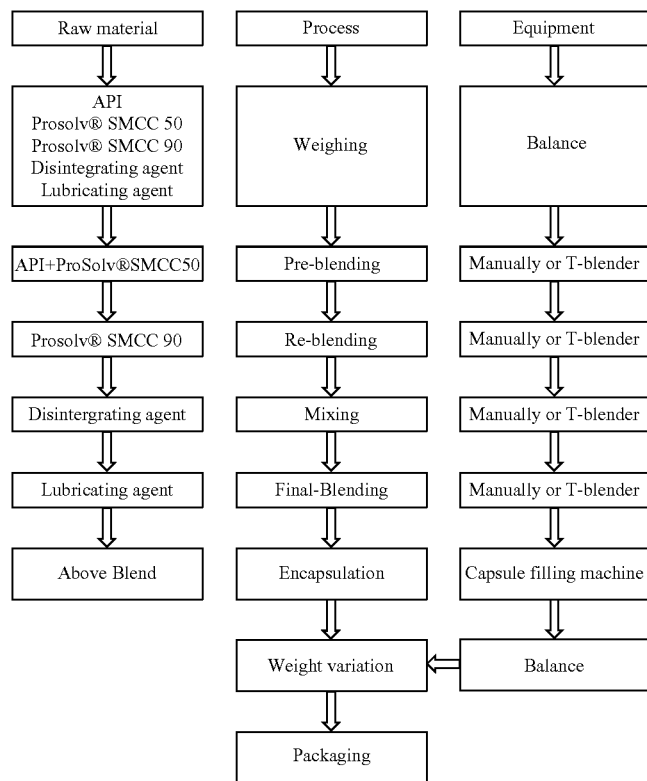 Raw material
Process
Equipment
API
Prosolv® SMCC 50
Prosolv® SMCC 90
Disintegrating agent
Lubricating agent
Weighing
Balance
API+ProSolv®SMCC50
Pre-blending
Manually or T-blender
Prosolv® SMCC 90
Re-blending
Manually or T-blender
Disintergrating agent
Mixing
Manually or T-blender
Lubricating agent
Final-Blending
Manually or T-blender
Above Blend
Encapsulation
Capsule filling machine
Weight variation
Balance
Packaging